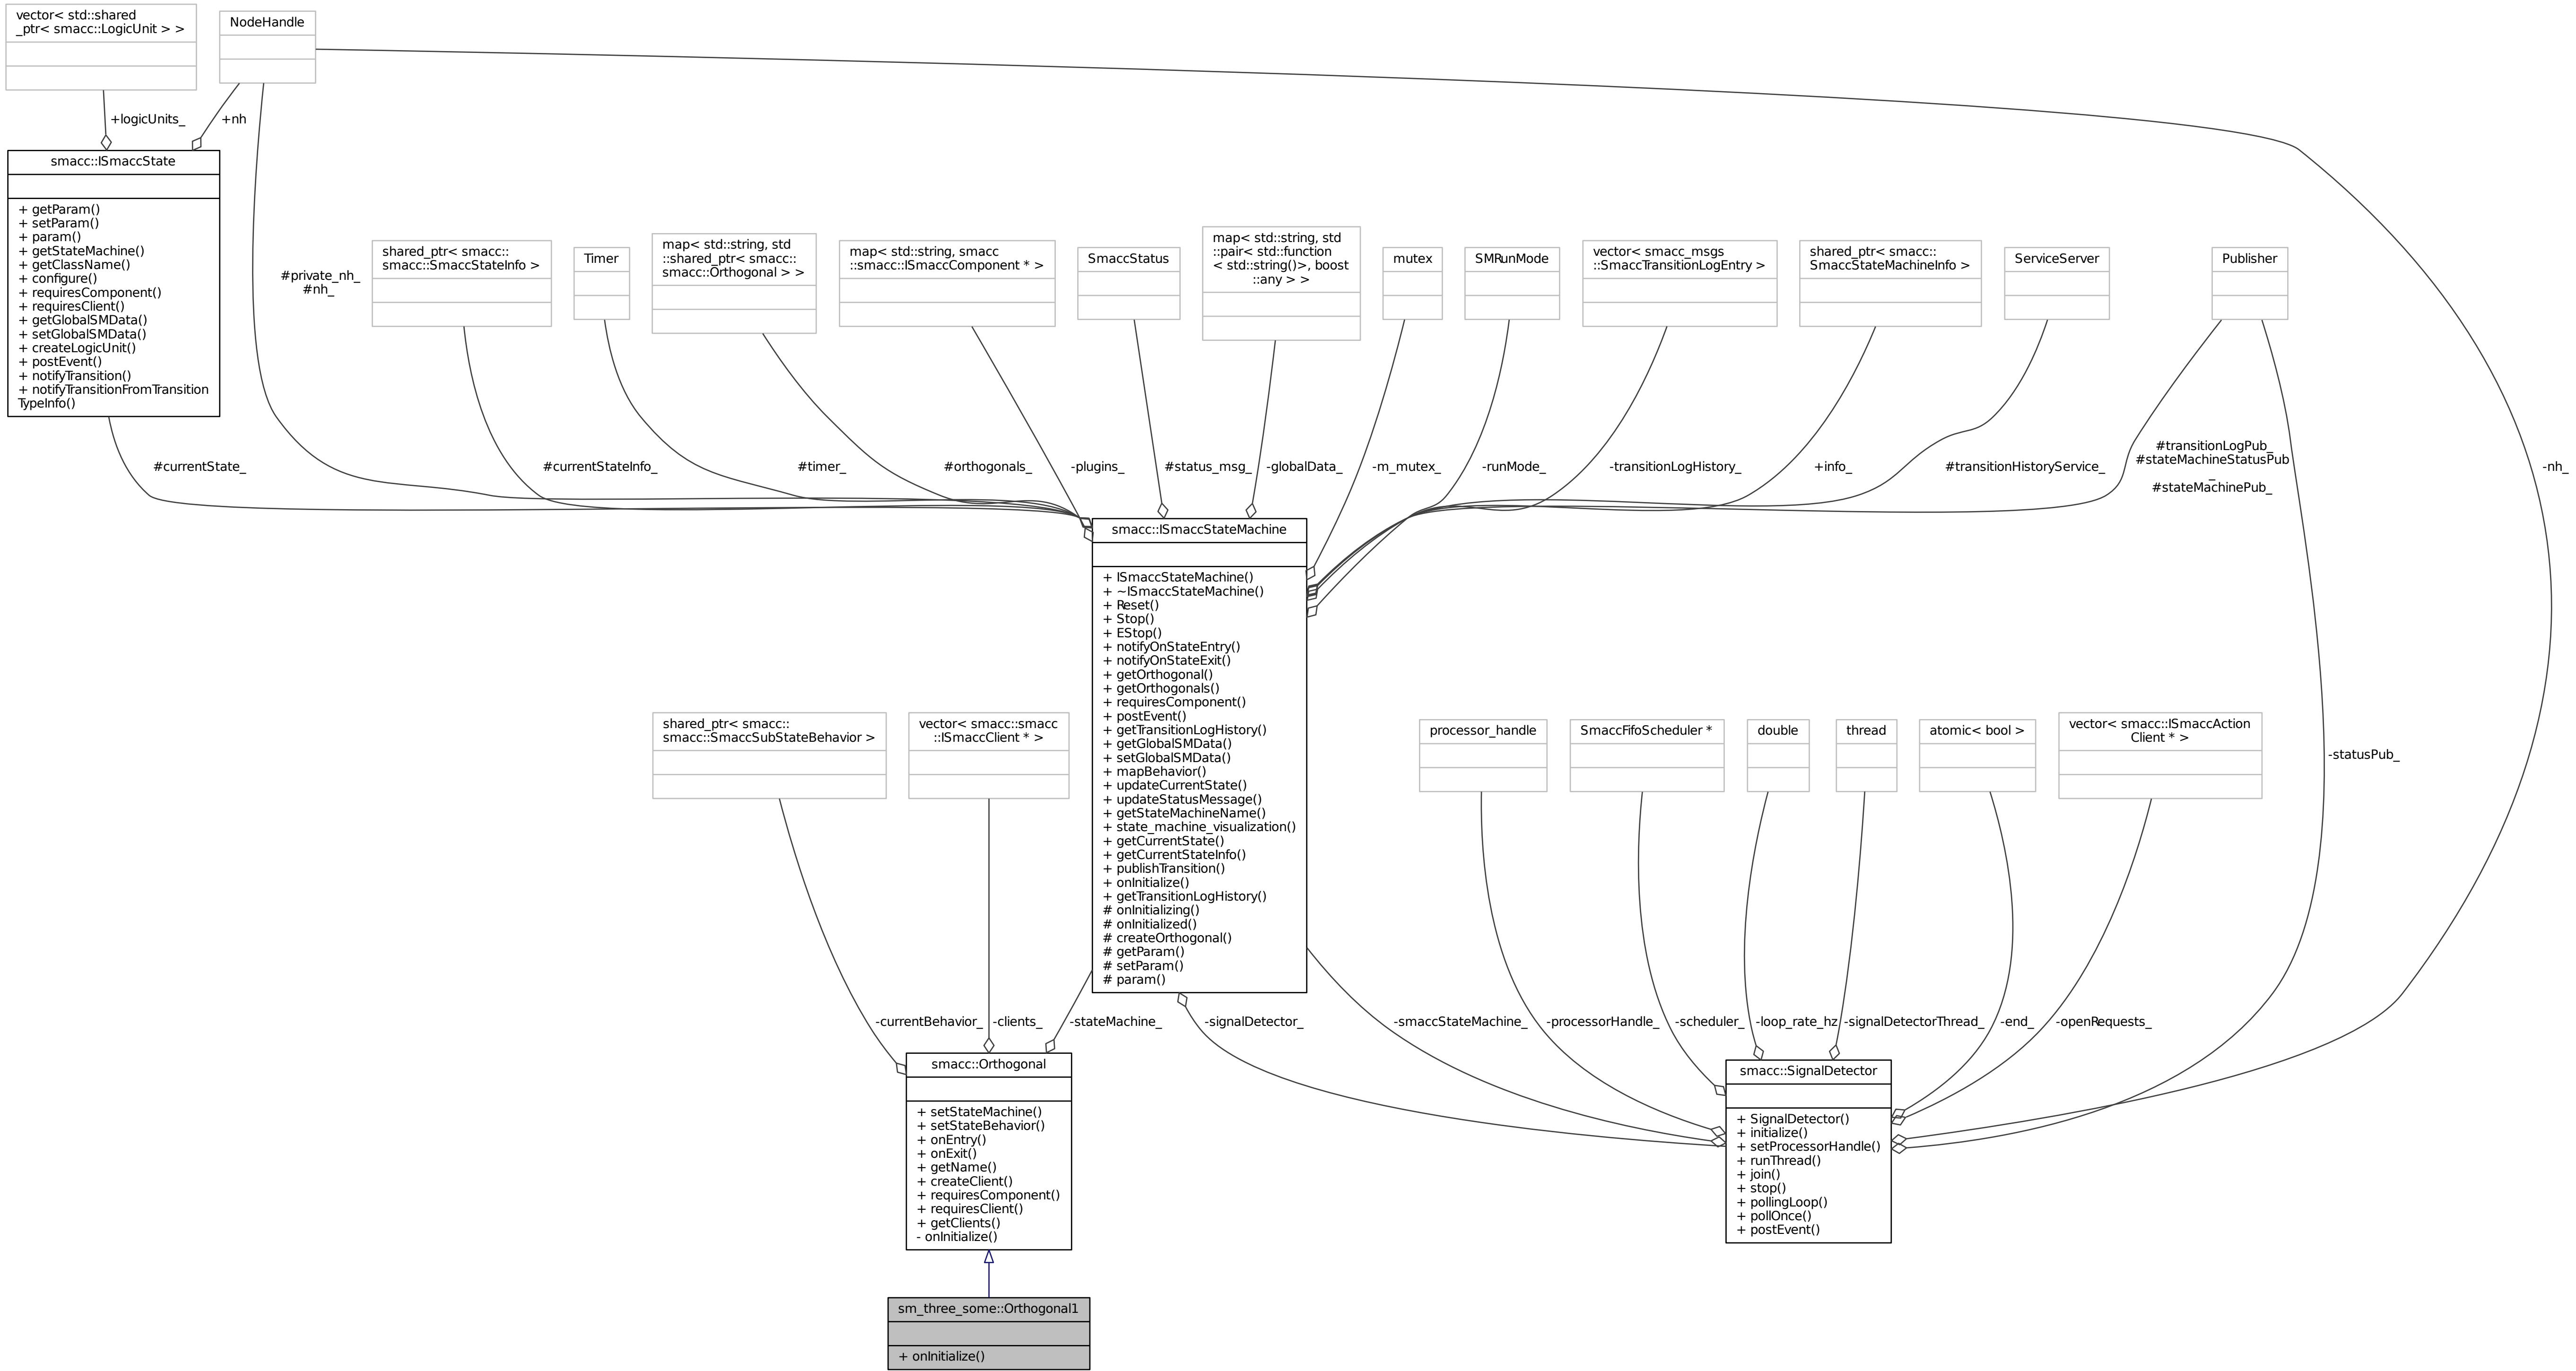 vector< std::shared
_ptr< smacc::LogicUnit > >
NodeHandle
+logicUnits_
+nh
smacc::ISmaccState
+ getParam()
+ setParam()
+ param()
+ getStateMachine()
+ getClassName()
+ configure()
+ requiresComponent()
+ requiresClient()
+ getGlobalSMData()
+ setGlobalSMData()
+ createLogicUnit()
+ postEvent()
+ notifyTransition()
+ notifyTransitionFromTransition
TypeInfo()
#private_nh_
#nh_
shared_ptr< smacc::
smacc::SmaccStateInfo >
Timer
map< std::string, std
::shared_ptr< smacc::
smacc::Orthogonal > >
map< std::string, smacc
::smacc::ISmaccComponent * >
SmaccStatus
map< std::string, std
::pair< std::function
< std::string()>, boost
::any > >
mutex
SMRunMode
vector< smacc_msgs
::SmaccTransitionLogEntry >
shared_ptr< smacc::
SmaccStateMachineInfo >
ServiceServer
Publisher
#currentState_
#currentStateInfo_
#timer_
#orthogonals_
-plugins_
#status_msg_
-globalData_
-m_mutex_
-runMode_
-transitionLogHistory_
+info_
#transitionHistoryService_
#transitionLogPub_
#stateMachineStatusPub
_
#stateMachinePub_
-nh_
smacc::ISmaccStateMachine
+ ISmaccStateMachine()
+ ~ISmaccStateMachine()
+ Reset()
+ Stop()
+ EStop()
+ notifyOnStateEntry()
+ notifyOnStateExit()
+ getOrthogonal()
+ getOrthogonals()
+ requiresComponent()
+ postEvent()
+ getTransitionLogHistory()
+ getGlobalSMData()
+ setGlobalSMData()
+ mapBehavior()
+ updateCurrentState()
+ updateStatusMessage()
+ getStateMachineName()
+ state_machine_visualization()
+ getCurrentState()
+ getCurrentStateInfo()
+ publishTransition()
+ onInitialize()
+ getTransitionLogHistory()
# onInitializing()
# onInitialized()
# createOrthogonal()
# getParam()
# setParam()
# param()
shared_ptr< smacc::
smacc::SmaccSubStateBehavior >
vector< smacc::smacc
::ISmaccClient * >
processor_handle
SmaccFifoScheduler *
double
thread
atomic< bool >
vector< smacc::ISmaccAction
Client * >
-statusPub_
-currentBehavior_
-clients_
-stateMachine_
-signalDetector_
-smaccStateMachine_
-processorHandle_
-scheduler_
-loop_rate_hz
-signalDetectorThread_
-end_
-openRequests_
smacc::Orthogonal
+ setStateMachine()
+ setStateBehavior()
+ onEntry()
+ onExit()
+ getName()
+ createClient()
+ requiresComponent()
+ requiresClient()
+ getClients()
- onInitialize()
smacc::SignalDetector
+ SignalDetector()
+ initialize()
+ setProcessorHandle()
+ runThread()
+ join()
+ stop()
+ pollingLoop()
+ pollOnce()
+ postEvent()
sm_three_some::Orthogonal1
+ onInitialize()